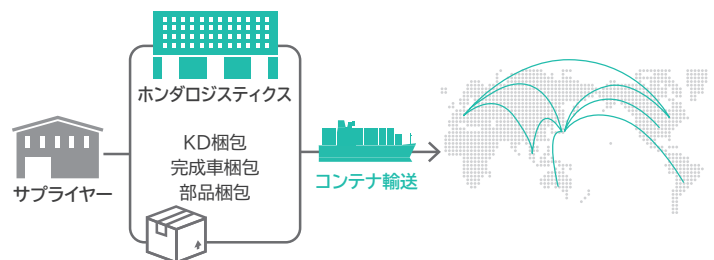 ホンダロジスティクス
KD梱包
完成車梱包
部品梱包
サプライヤー
コンテナ輸送